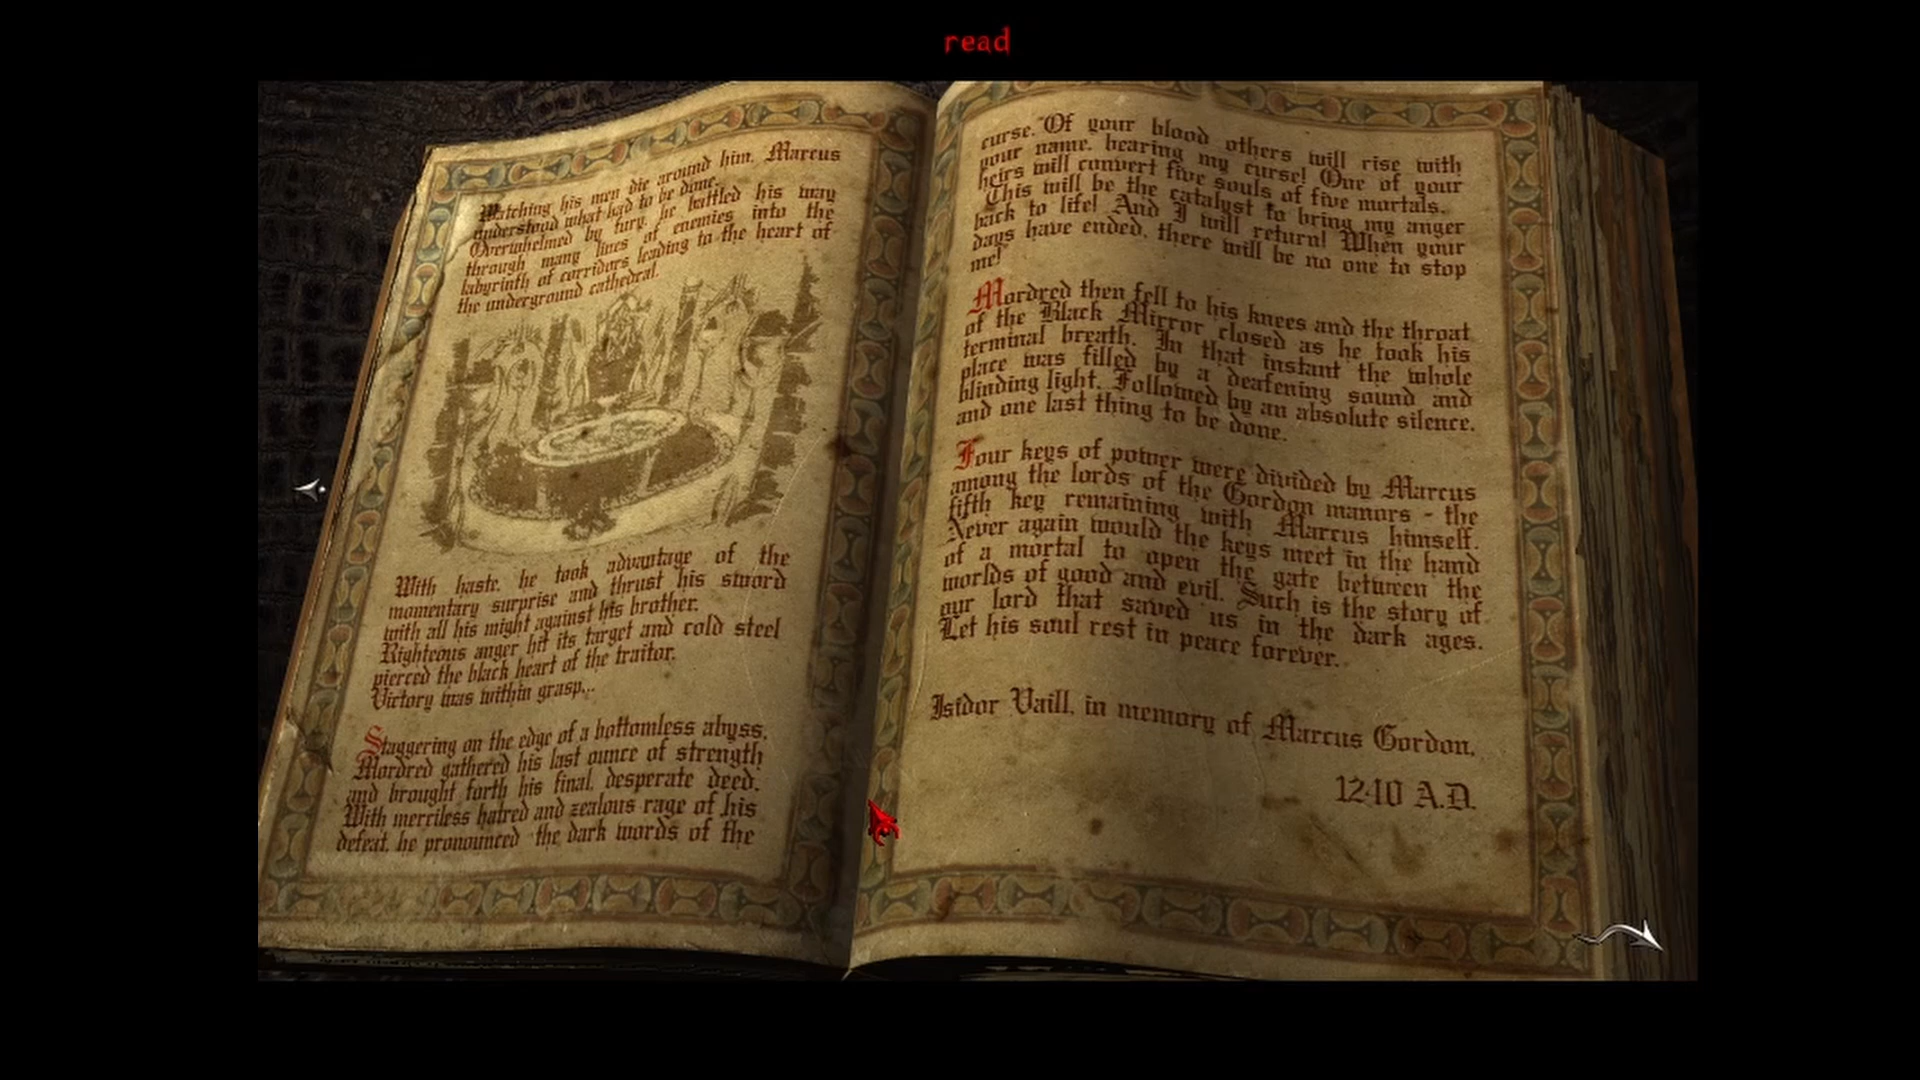 read
Watching his men die around him, Marcus
understood what had to be done.
Overwhelmed by fury, he battled his way
through many lines of enemies into the
labyrinth of corridors leading to the heart of
the underground cathedral.
With haste, he took advantage of the
momentary surprise and thrust his sword
with all his might against his brother.
Righteous anger hit its target and cold steel
pierced the black heart of the traitor.
Victory was within grasp...
Staggering on the edge of a bottomless abyss,
Mordred gathered his last ounce of strength
and brought forth his final, desperate deed.
With merciless hatred and zealous rage of his
defeat, he pronounced the dark words of the
curse."Of your blood others will rise with
your name, bearing my curse! One of your
heirs will convert five souls of five mortals.
This will be the catalyst to bring my anger
back to life! And I will return! When your
days have ended, there will be no one to stop
me!"
Mordred then fell to his knees and the throat
of the Black Mirror closed as he took his
terminal breath. In that instant the whole
place was filled by a deafening sound and
blinding light. Followed by an absolute silence.
and one last thing to be done.
Four keys of power were divided by Marcus
among the lords of the Gordon manors - the
fifth key remaining with Marcus himself.
Never again would the keys meet in the hand
of a mortal to open the gate between the
worlds of good and evil. Such is the story of
our lord that saved us in the dark ages.
Let his soul rest in peace forever.
Isidor Vaill, in memory of Marcus Gordon,
1240 A.D.